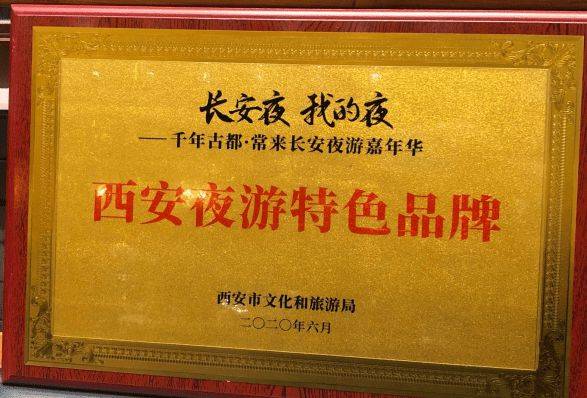 长安夜 我的夜
——千年古都·常来长安夜游嘉年华
西安夜游特色品牌
西安市文化和旅游局
二〇二〇年六月